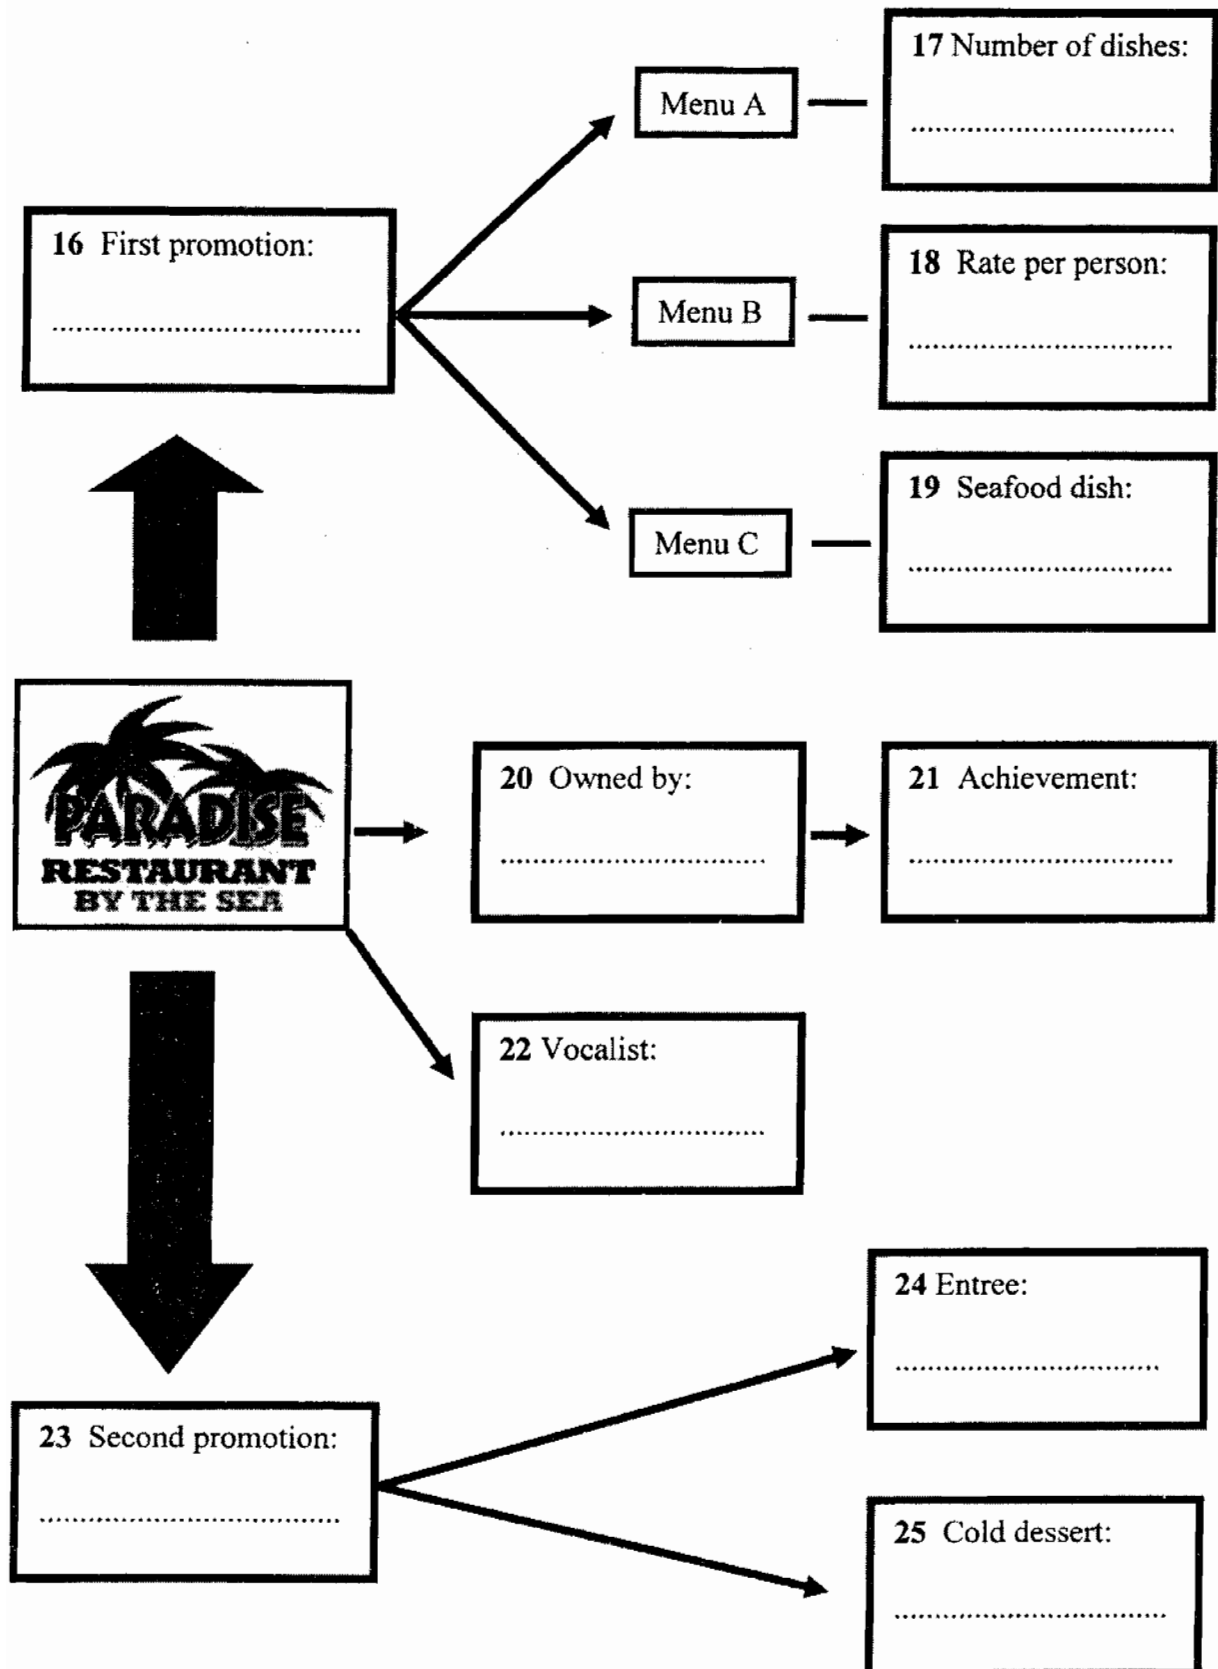 17 Number of dishes:
..............................
Menu A
16 First promotion:
..............................
18 Rate per person:
..............................
Menu B
19 Seafood dish:
..............................
Menu C
PARADISE
RESTAURANT
BY THE SEA
20 Owned by:
..............................
21 Achievement:
..............................
22 Vocalist:
..............................
24 Entree:
..............................
23 Second promotion:
..............................
25 Cold dessert:
..............................